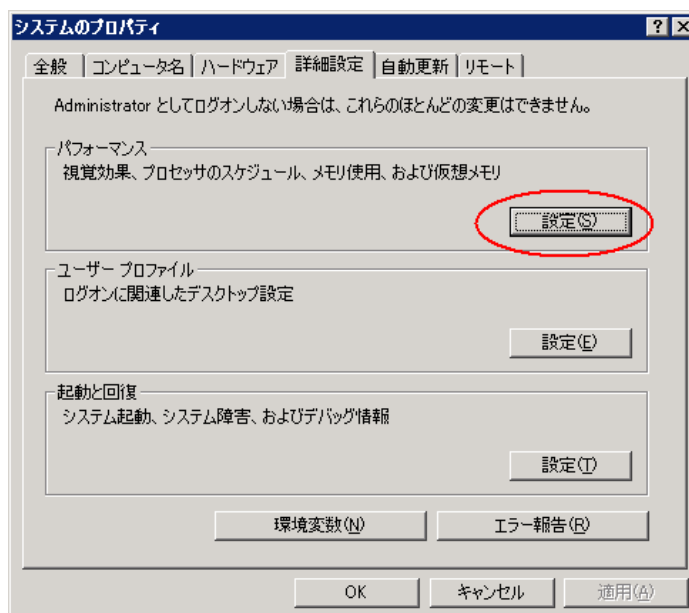 システムのプロパティ
全般 コンピュータ名 ハードウェア 詳細設定 自動更新 リモート
Administrator としてログオンしない場合は、これらのほとんどの変更はできません。
パフォーマンス
視覚効果、プロセッサのスケジュール、メモリ使用、および仮想メモリ
設定(S)
ユーザー プロファイル
ログオンに関連したデスクトップ設定
設定(E)
起動と回復
システム起動、システム障害、およびデバッグ情報
設定(T)
環境変数(N) エラー報告(R)
OK キャンセル 適用(A)